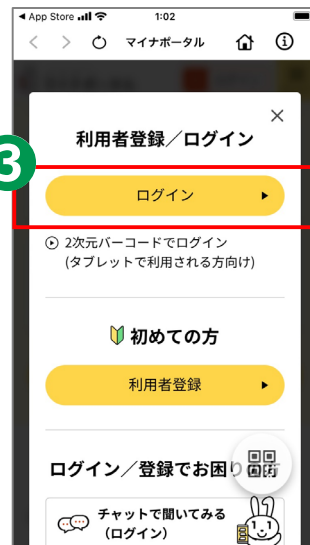 App Store
1:02
マイナポータル
利用者登録／ログイン
3
ログイン
2次元バーコードでログイン
(タブレットで利用される方向け)
初めての方
利用者登録
ログイン／登録でお困りの方
チャットで聞いてみる
（ログイン）